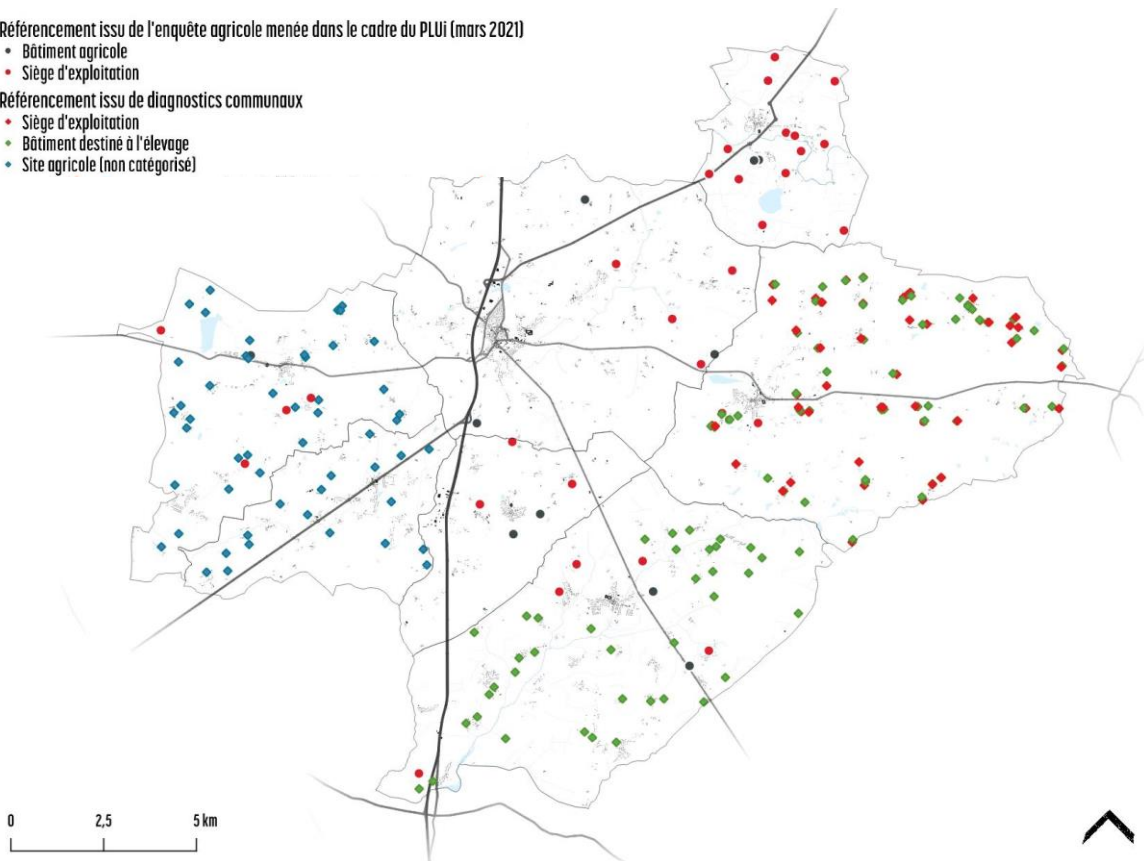 Référencement issu de l'enquête agricole menée dans le cadre du PLUi (mars 2021)
Bâtiment agricole
Siège d'exploitation
Référencement issu de diagnostics communaux
Siège d'exploitation
Bâtiment destiné à l'élevage
Site agricole (non catégorisé)
0 2,5 5 km